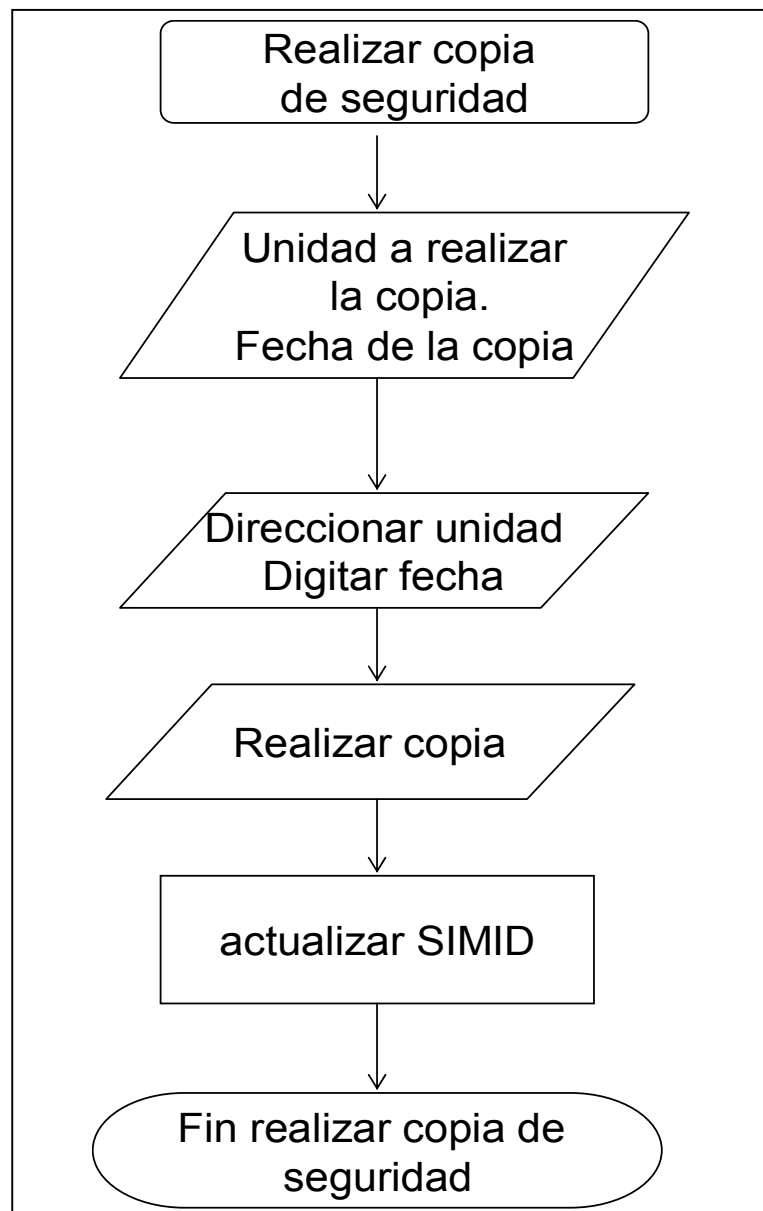 Realizar copia
de seguridad
Unidad a realizar
la copia.
Fecha de la copia
Direccionar unidad
Digitar fecha
Realizar copia
actualizar SIMID
Fin realizar copia de
seguridad